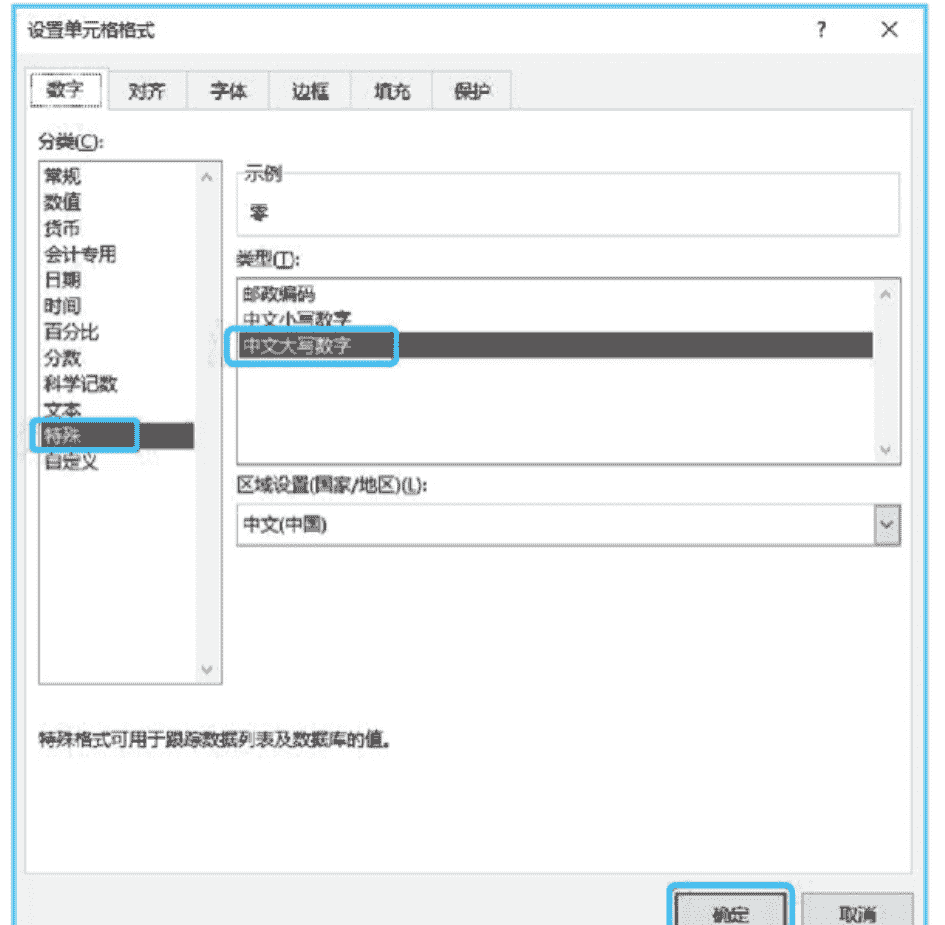 设置单元格格式
? ×
数字 对齐 字体 边框 填充 保护
分类(C):
常规
数值
货币
会计专用
日期
时间
百分比
分数
科学记数
文本
特殊
自定义
示例
零
类型(T):
邮政编码
中文小写数字
中文大写数字
区域设置(国家/地区)(L):
中文(中国)
特殊格式可用于跟踪数据列表及数据库的值。
确定 取消